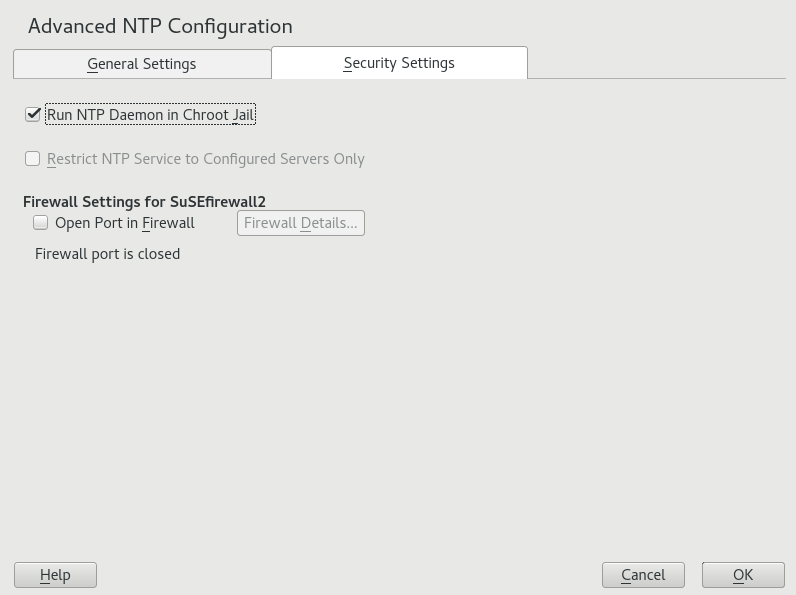 Advanced NTP Configuration
General Settings
Security Settings
Run NTP Daemon in Chroot Jail
Restrict NTP Service to Configured Servers Only
Firewall Settings for SuSEfirewall2
Open Port in Firewall
Firewall Details...
Firewall port is closed
Help
Cancel
OK